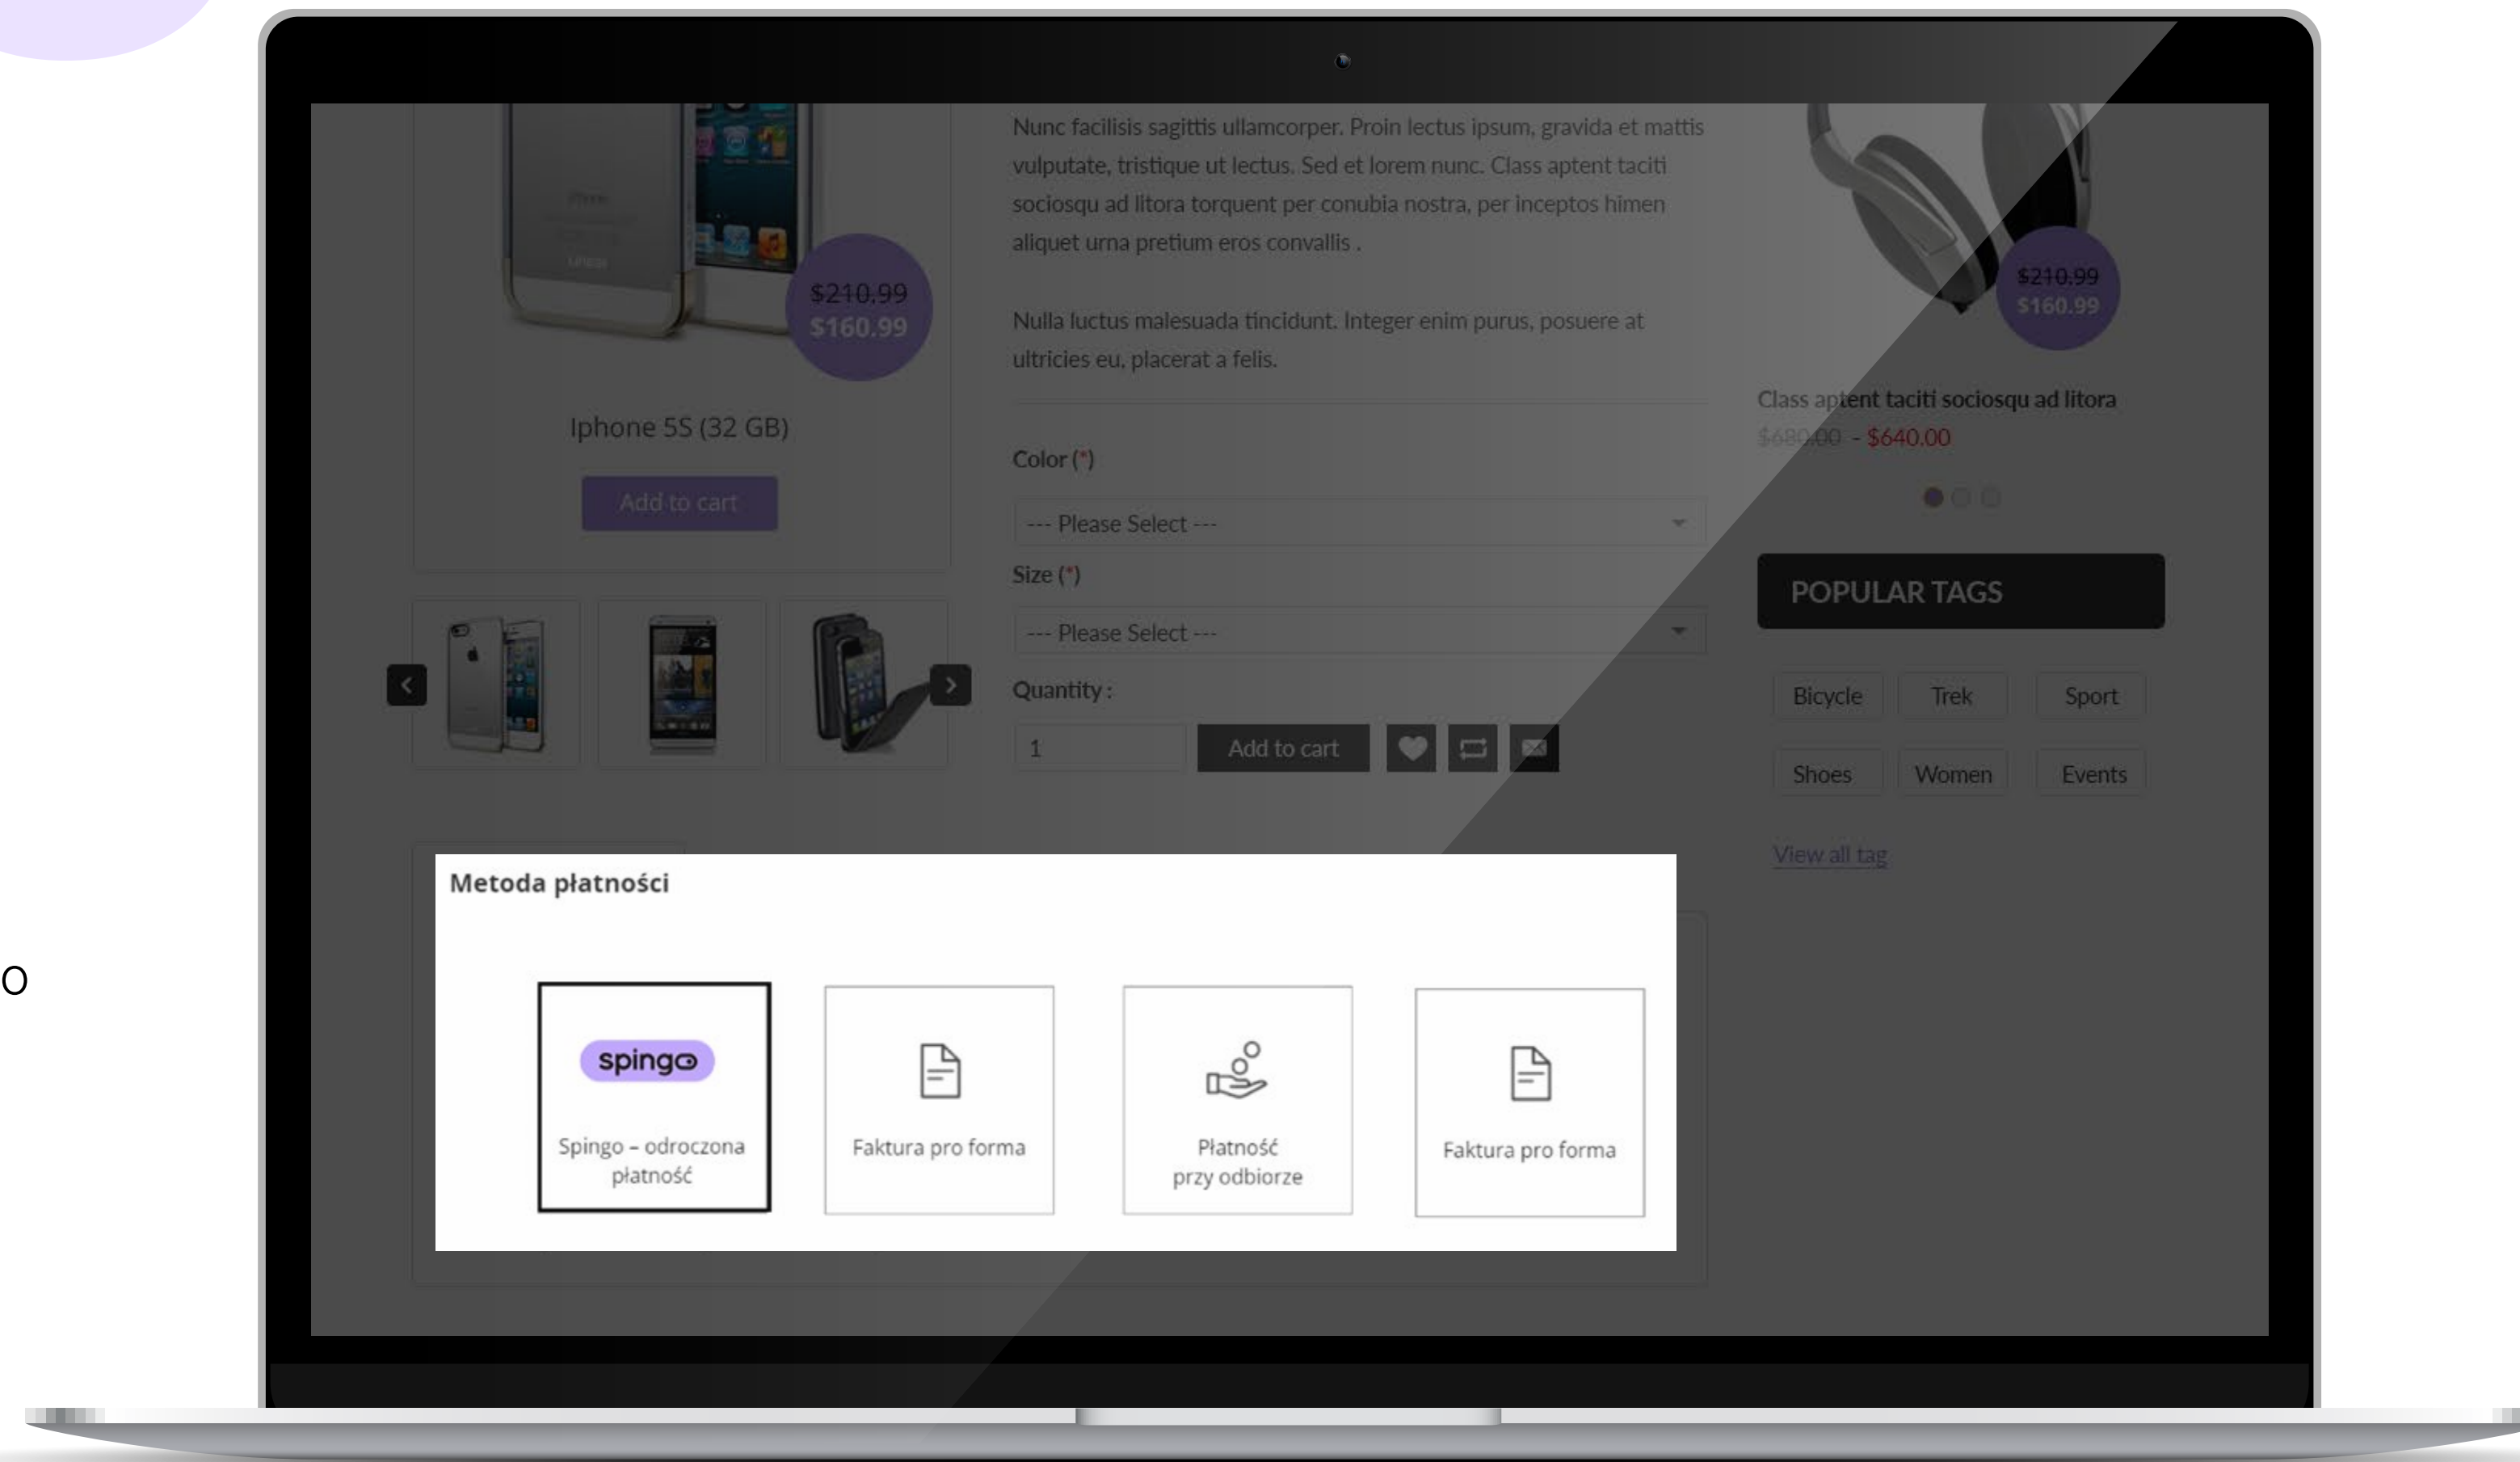 Nunc facilisis sagittis ullamcorper. Proin lectus ipsum, gravida et mattis
vulputate, tristique ut lectus. Sed et lorem nunc. Class aptent taciti
sociosqu ad litora torquent per conubia nostra, per inceptos himen
aliquet urna pretium eros convallis .
Nulla luctus malesuada tincidunt. Integer enim purus, posuere at
ultricies eu, placerat a felis.
$210.99
$160.99
Iphone 5S (32 GB)
Add to cart
Color (*)
--- Please Select ---
Size (*)
--- Please Select ---
Quantity :
1
Add to cart
$210.99
$160.99
Class aptent taciti sociosqu ad litora
$680.00 - $640.00
POPULAR TAGS
Bicycle Trek Sport
Shoes Women Events
View all tag
o
Metoda płatności
spingo
Spingo – odroczona
płatność
Faktura pro forma
Płatność
przy odbiorze
Faktura pro forma